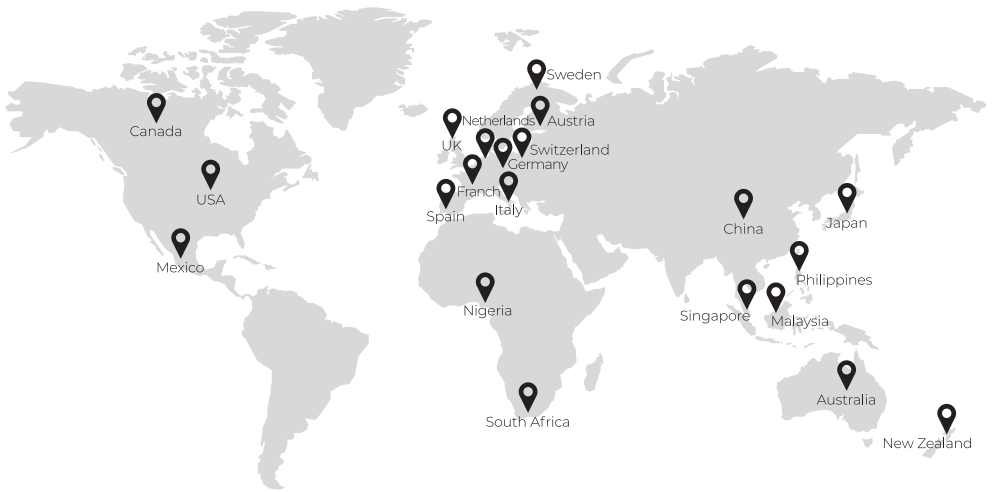 Sweden
Canada
Netherlands
Austria
UK
Switzerland
Germany
USA
Franch
Italy
Spain
China
Japan
Mexico
Philippines
Nigeria
Singapore
Malaysia
Australia
South Africa
New Zealand